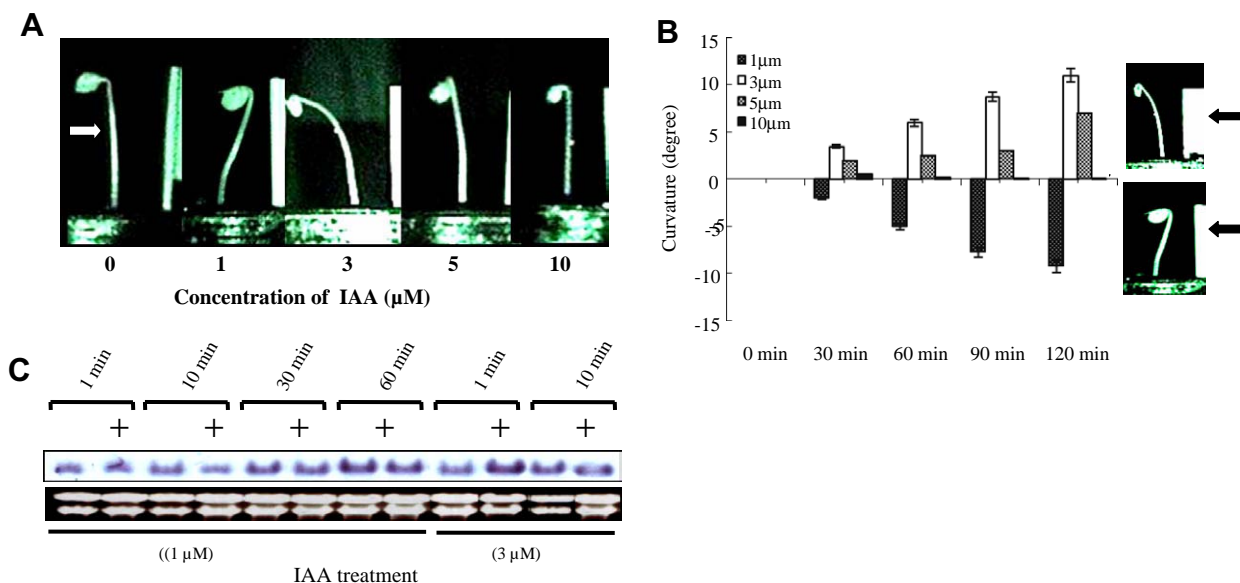 A
0 1 3 5 10
Concentration of IAA (µM)
B
15
10
5
0
-5
-10
-15
Curvature (degree)
1µm
3µm
5µm
10µm
0 min 30 min 60 min 90 min 120 min
C
1 min 10 min 30 min 60 min 1 min 10 min
+ + + + + +
((1 µM) (3 µM)
IAA treatment